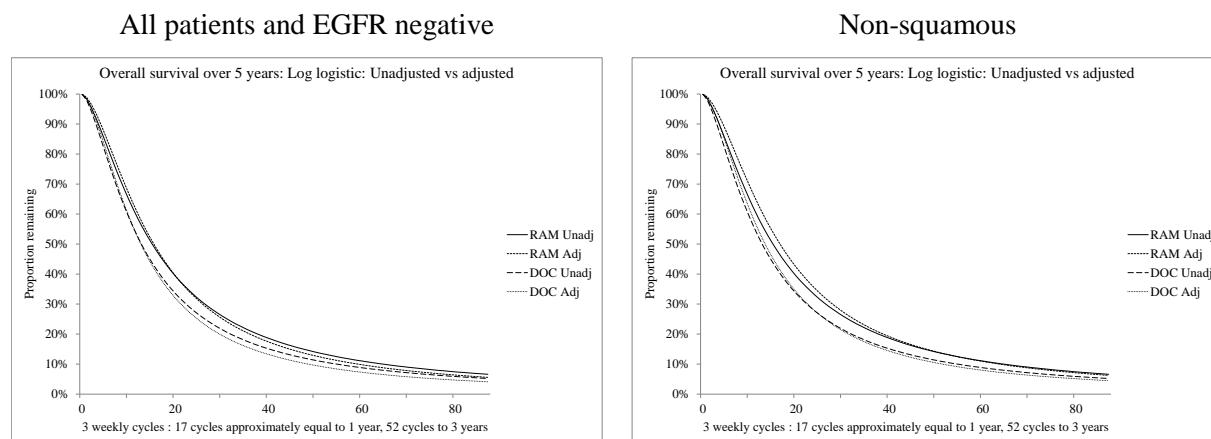 All patients and EGFR negative
Overall survival over 5 years: Log logistic: Unadjusted vs adjusted
100%
90%
80%
70%
60%
50%
40%
30%
20%
10%
0%
Proportion remaining
0 20 40 60 80
3 weekly cycles : 17 cycles approximately equal to 1 year, 52 cycles to 3 years
RAM Unadj
RAM Adj
DOC Unadj
DOC Adj
Non-squamous
Overall survival over 5 years: Log logistic: Unadjusted vs adjusted
100%
90%
80%
70%
60%
50%
40%
30%
20%
10%
0%
Proportion remaining
0 20 40 60 80
3 weekly cycles : 17 cycles approximately equal to 1 year, 52 cycles to 3 years
RAM Unadj
RAM Adj
DOC Unadj
DOC Adj